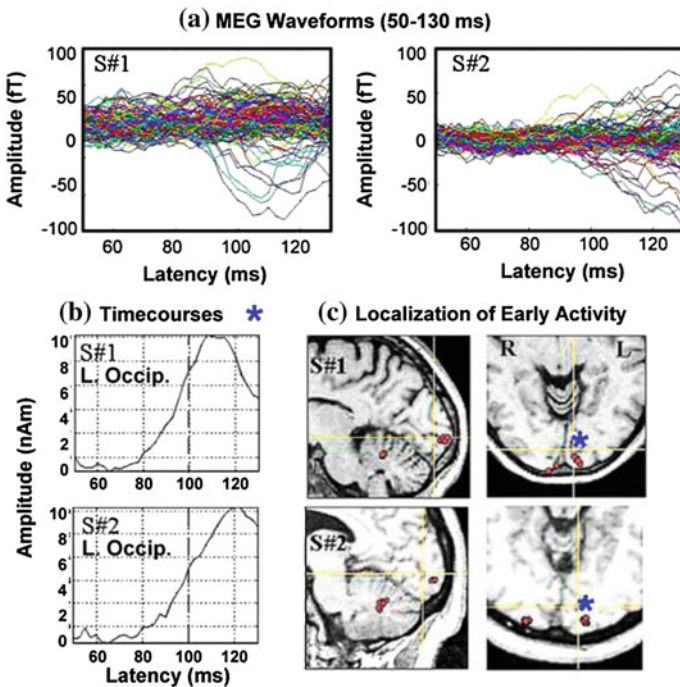 (a) MEG Waveforms (50-130 ms)
S#1
S#2
Amplitude (fT)
100
50
0
-50
-100
60 80 100 120
Latency (ms)
Amplitude (fT)
100
50
0
-50
-100
60 80 100 120
Latency (ms)
(b) Timecourses *
(c) Localization of Early Activity
Amplitude (nAm)
S#1
L. Occip.
10
8
6
4
2
0
60 80 100 120
S#2
L. Occip.
10
8
6
4
2
0
60 80 100 120
Latency (ms)
S#1
R L
*
S#2
*